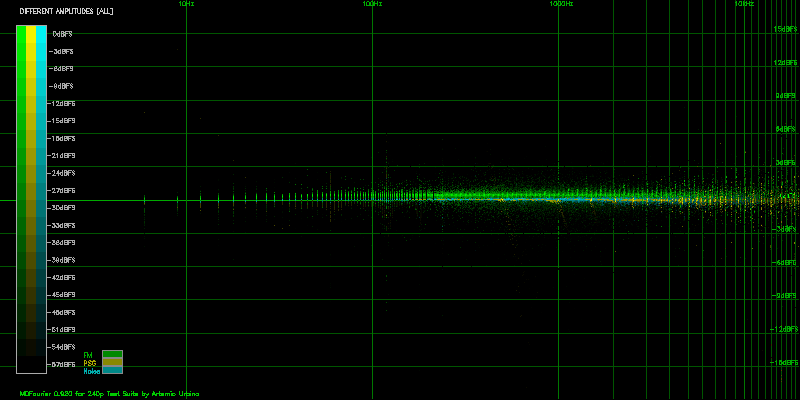 10Hz 100Hz 1000Hz 10kHz
DIFFERENT AMPLITUDES [ALL]
0dBFS
-3dBFS
-6dBFS
-9dBFS
-12dBFS
-15dBFS
-18dBFS
-21dBFS
-24dBFS
-27dBFS
-30dBFS
-33dBFS
-36dBFS
-39dBFS
-42dBFS
-45dBFS
-48dBFS
-51dBFS
-54dBFS
-57dBFS
15dBFS
12dBFS
9dBFS
6dBFS
3dBFS
-3dBFS
-6dBFS
-9dBFS
-12dBFS
-15dBFS
FM
PSG
Noise
MDFourier 0.980 for 240p Test Suite by Artemio Urbina